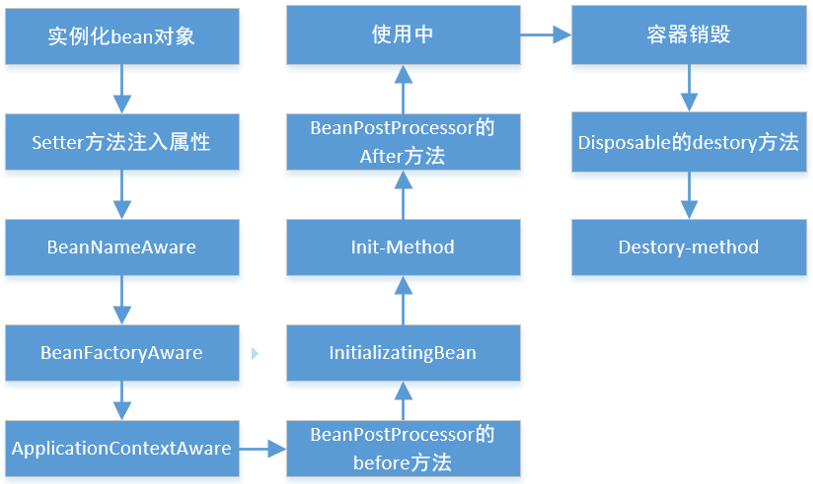 实例化bean对象
Setter方法注入属性
BeanNameAware
BeanFactoryAware
ApplicationContextAware
BeanPostProcessor的
before方法
InitializatingBean
Init-Method
BeanPostProcessor的
After方法
使用中
容器销毁
Disposable的destory方法
Destory-method